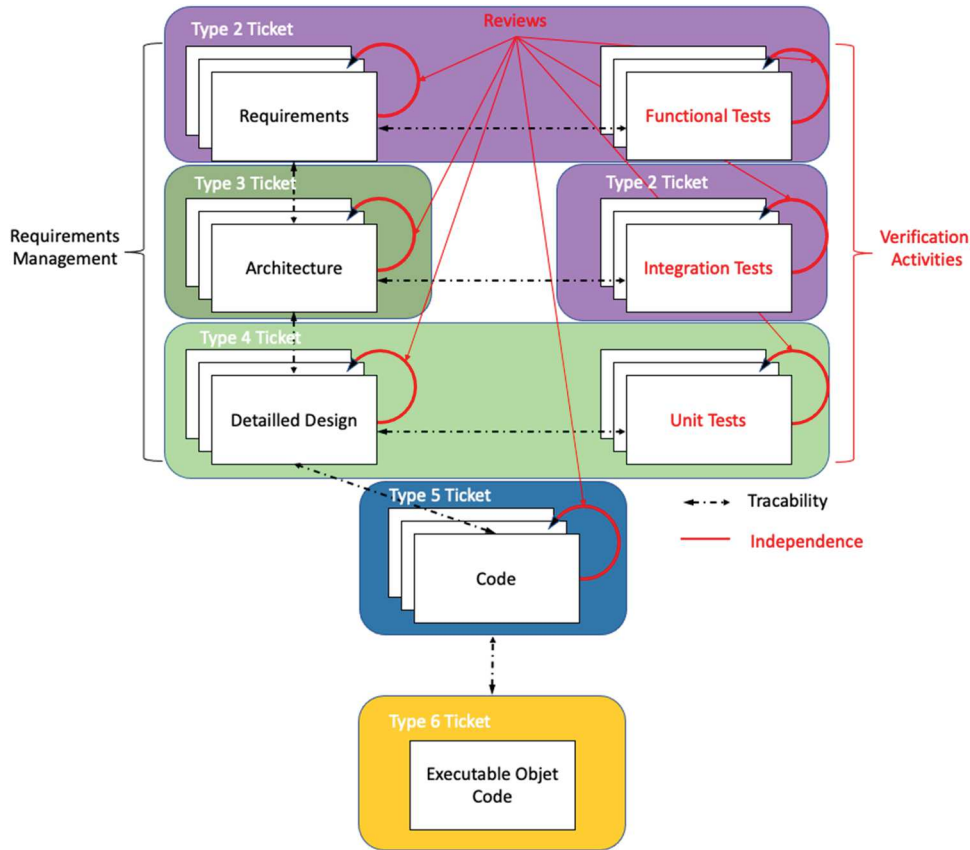 Type 2 Ticket
Reviews
Requirements
Functional Tests
Type 3 Ticket
Type 2 Ticket
Requirements
Management
Architecture
Integration Tests
Verification
Activities
Type 4 Ticket
Detailled Design
Unit Tests
Type 5 Ticket
Tracability
Independence
Code
Type 6 Ticket
Executable Objet
Code